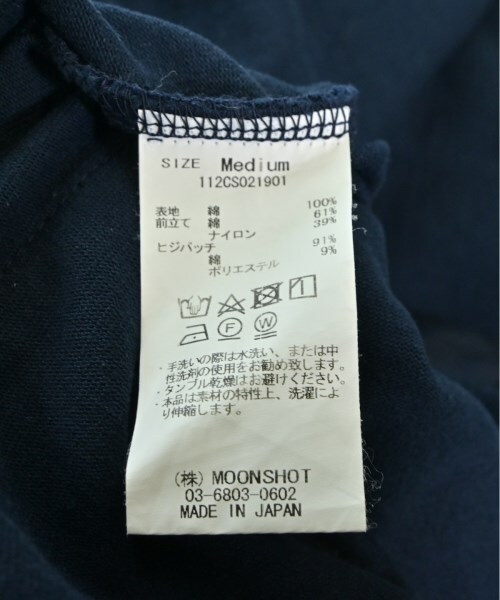 SIZE Medium
112CS021901
表地 綿 100%
前立て 綿 61%
ナイロン 39%
ヒジパッチ
綿 91%
ポリエステル 9%
F W
・手洗いの際は水洗い、または中
性洗剤の使用をお勧め致します。
・タンブル乾燥はお避けください。
・本品は素材の特性上、洗濯によ
り伸縮します。
(株) MOONSHOT
03-6803-0602
MADE IN JAPAN